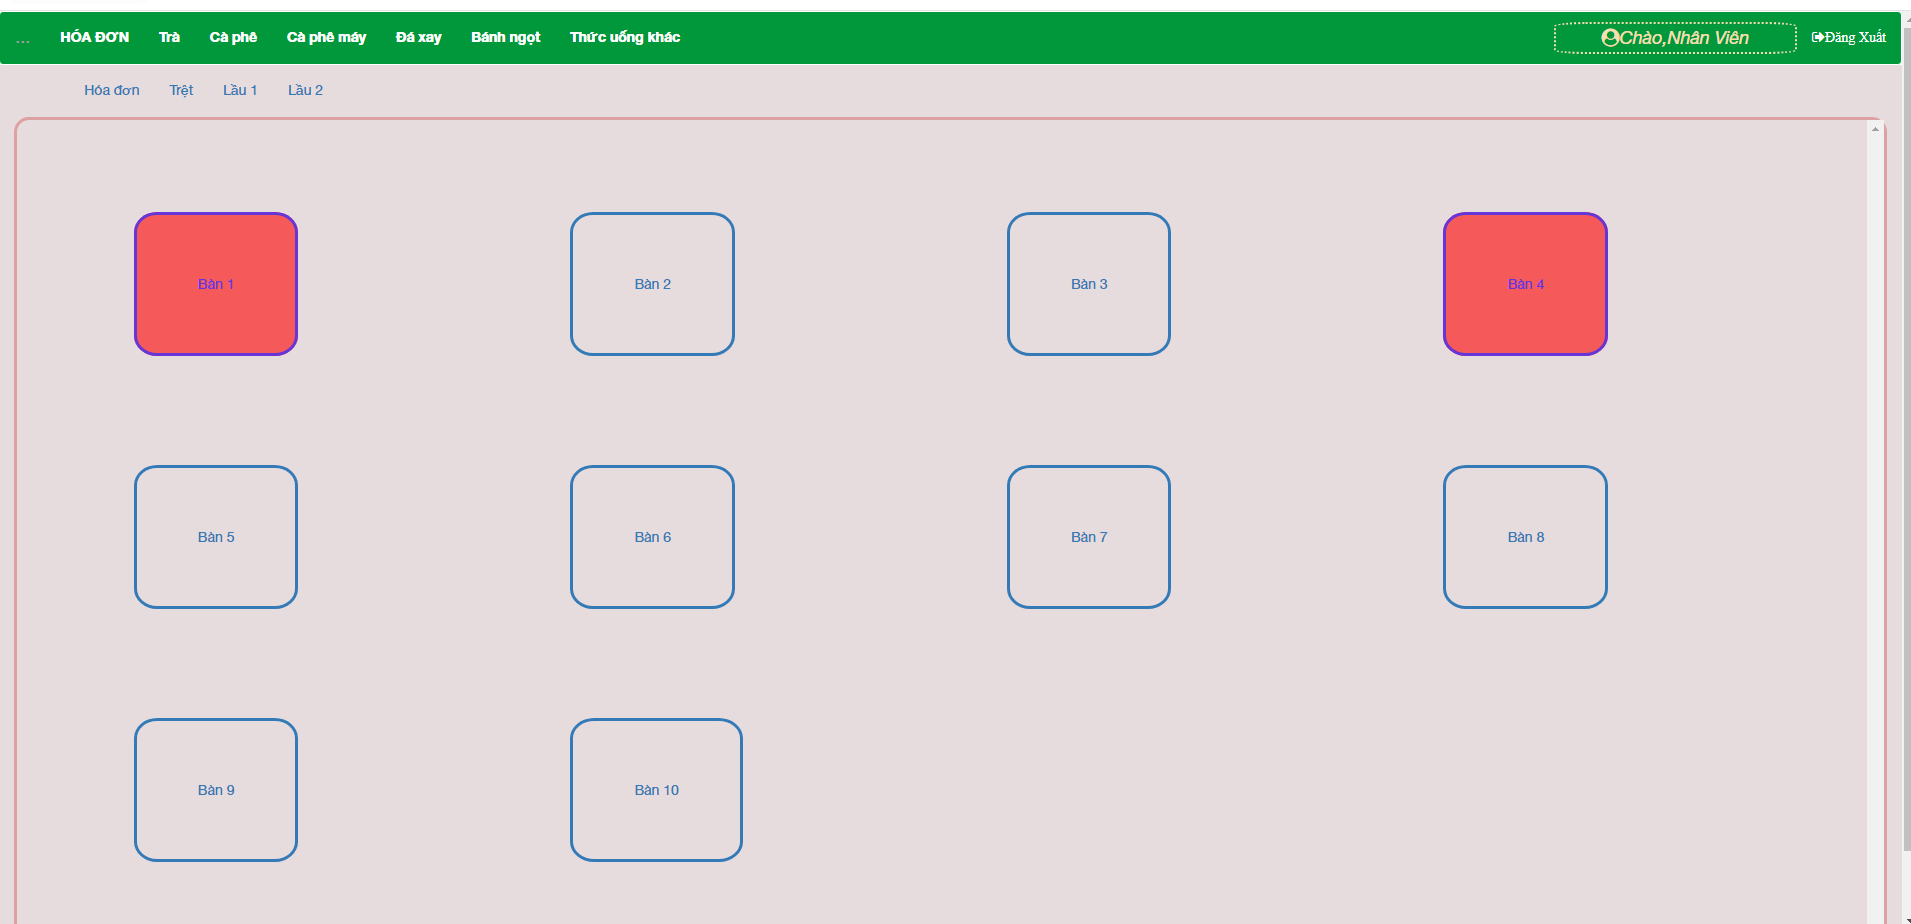 ... HÓA ĐƠN Trà Cà phê Cà phê máy Đá xay Bánh ngọt Thức uống khác Chào,Nhân Viên Đăng Xuất
Hóa đơn Trệt Lầu 1 Lầu 2
Bàn 1 Bàn 2 Bàn 3 Bàn 4
Bàn 5 Bàn 6 Bàn 7 Bàn 8
Bàn 9 Bàn 10